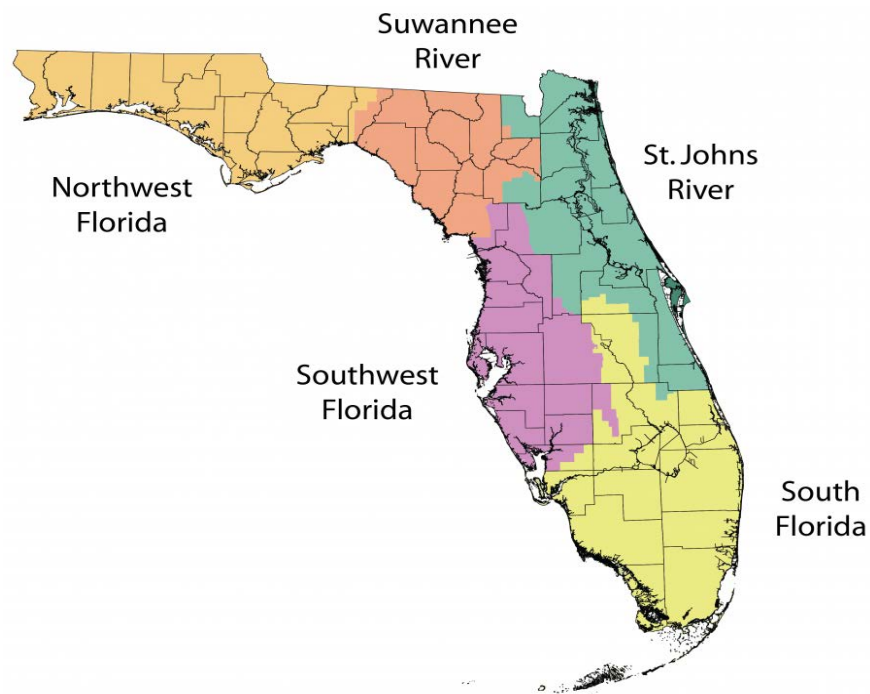 Suwannee
River
St. Johns
River
Northwest
Florida
Southwest
Florida
South
Florida